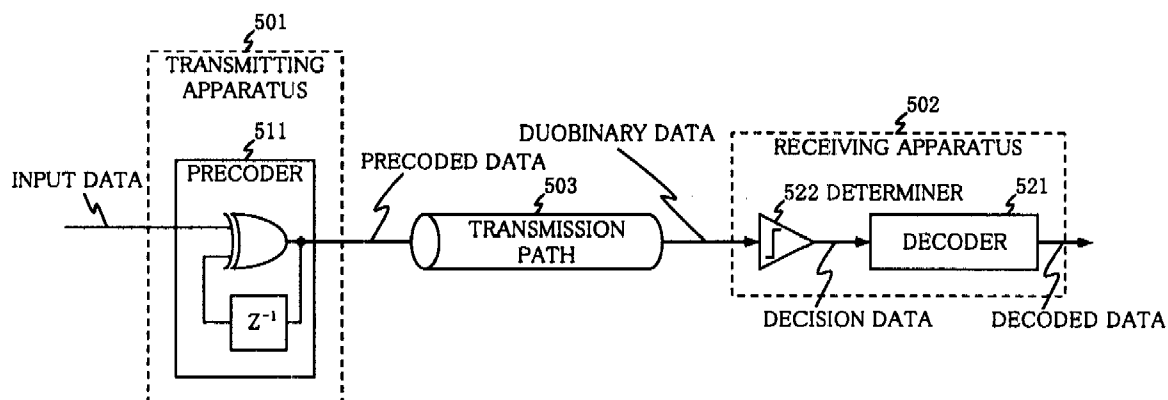 501
TRANSMITTING
APPARATUS
511
PRECODER
INPUT DATA
Z⁻¹
PRECODED DATA
503
TRANSMISSION
PATH
DUOBINARY DATA
502
RECEIVING APPARATUS
522 DETERMINER
521
DECODER
DECISION DATA
DECODED DATA